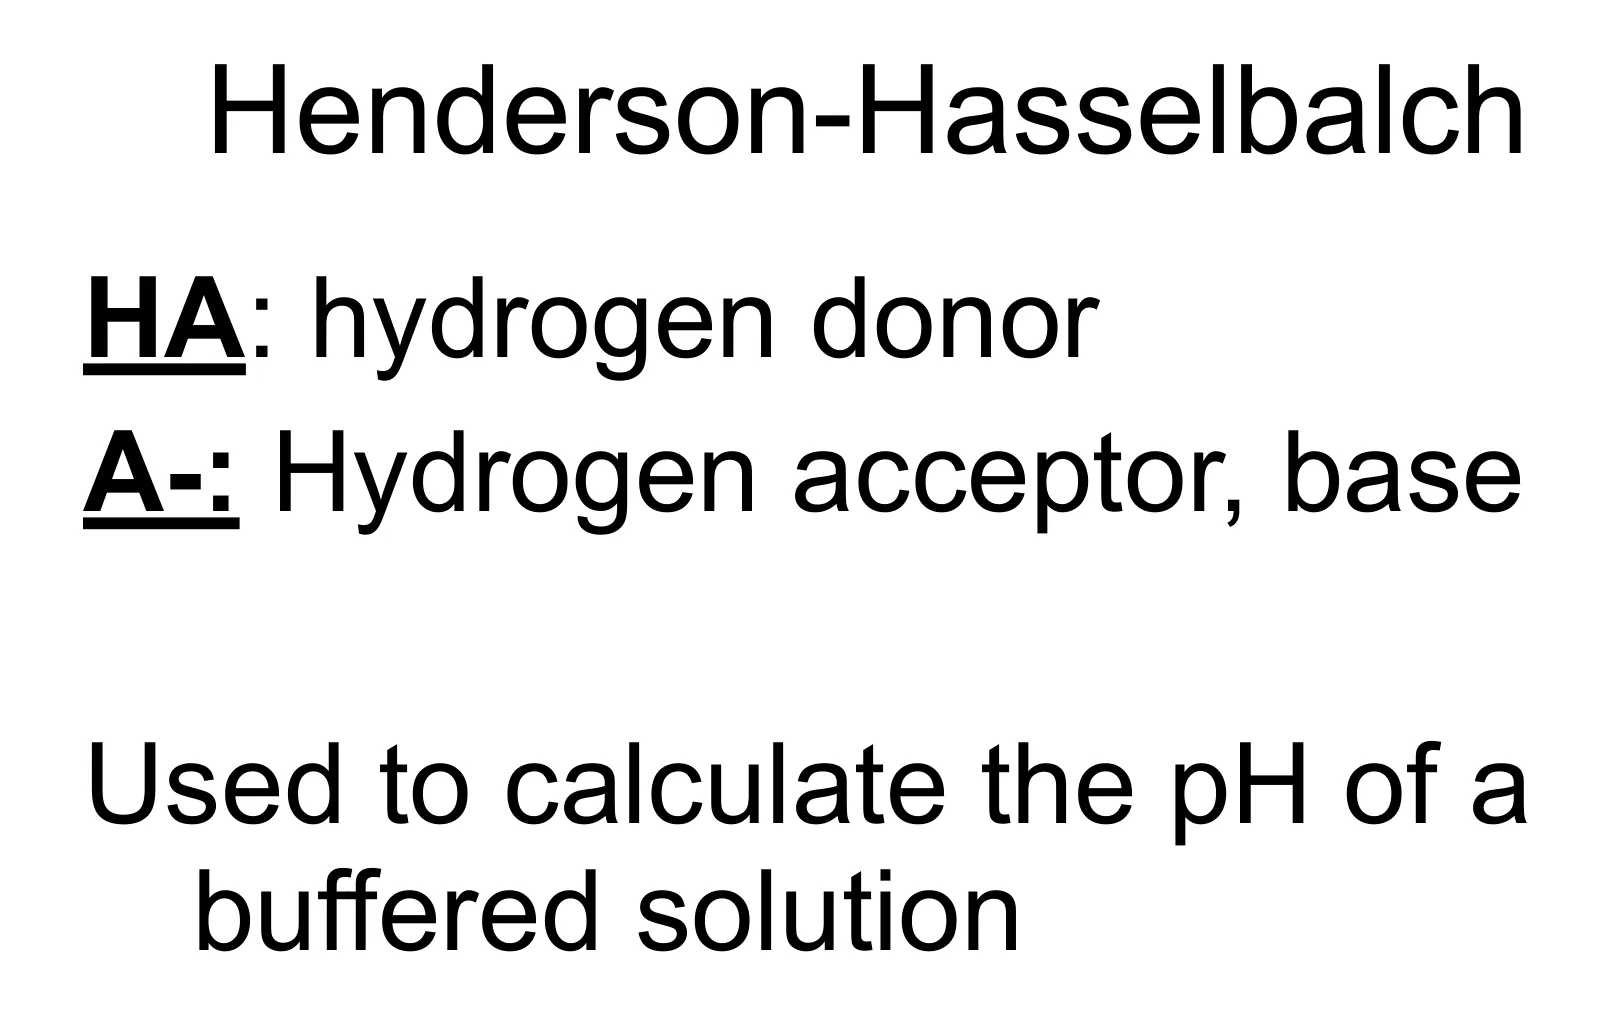 Henderson-Hasselbalch
HA: hydrogen donor
A-: Hydrogen acceptor, base
Used to calculate the pH of a
buffered solution